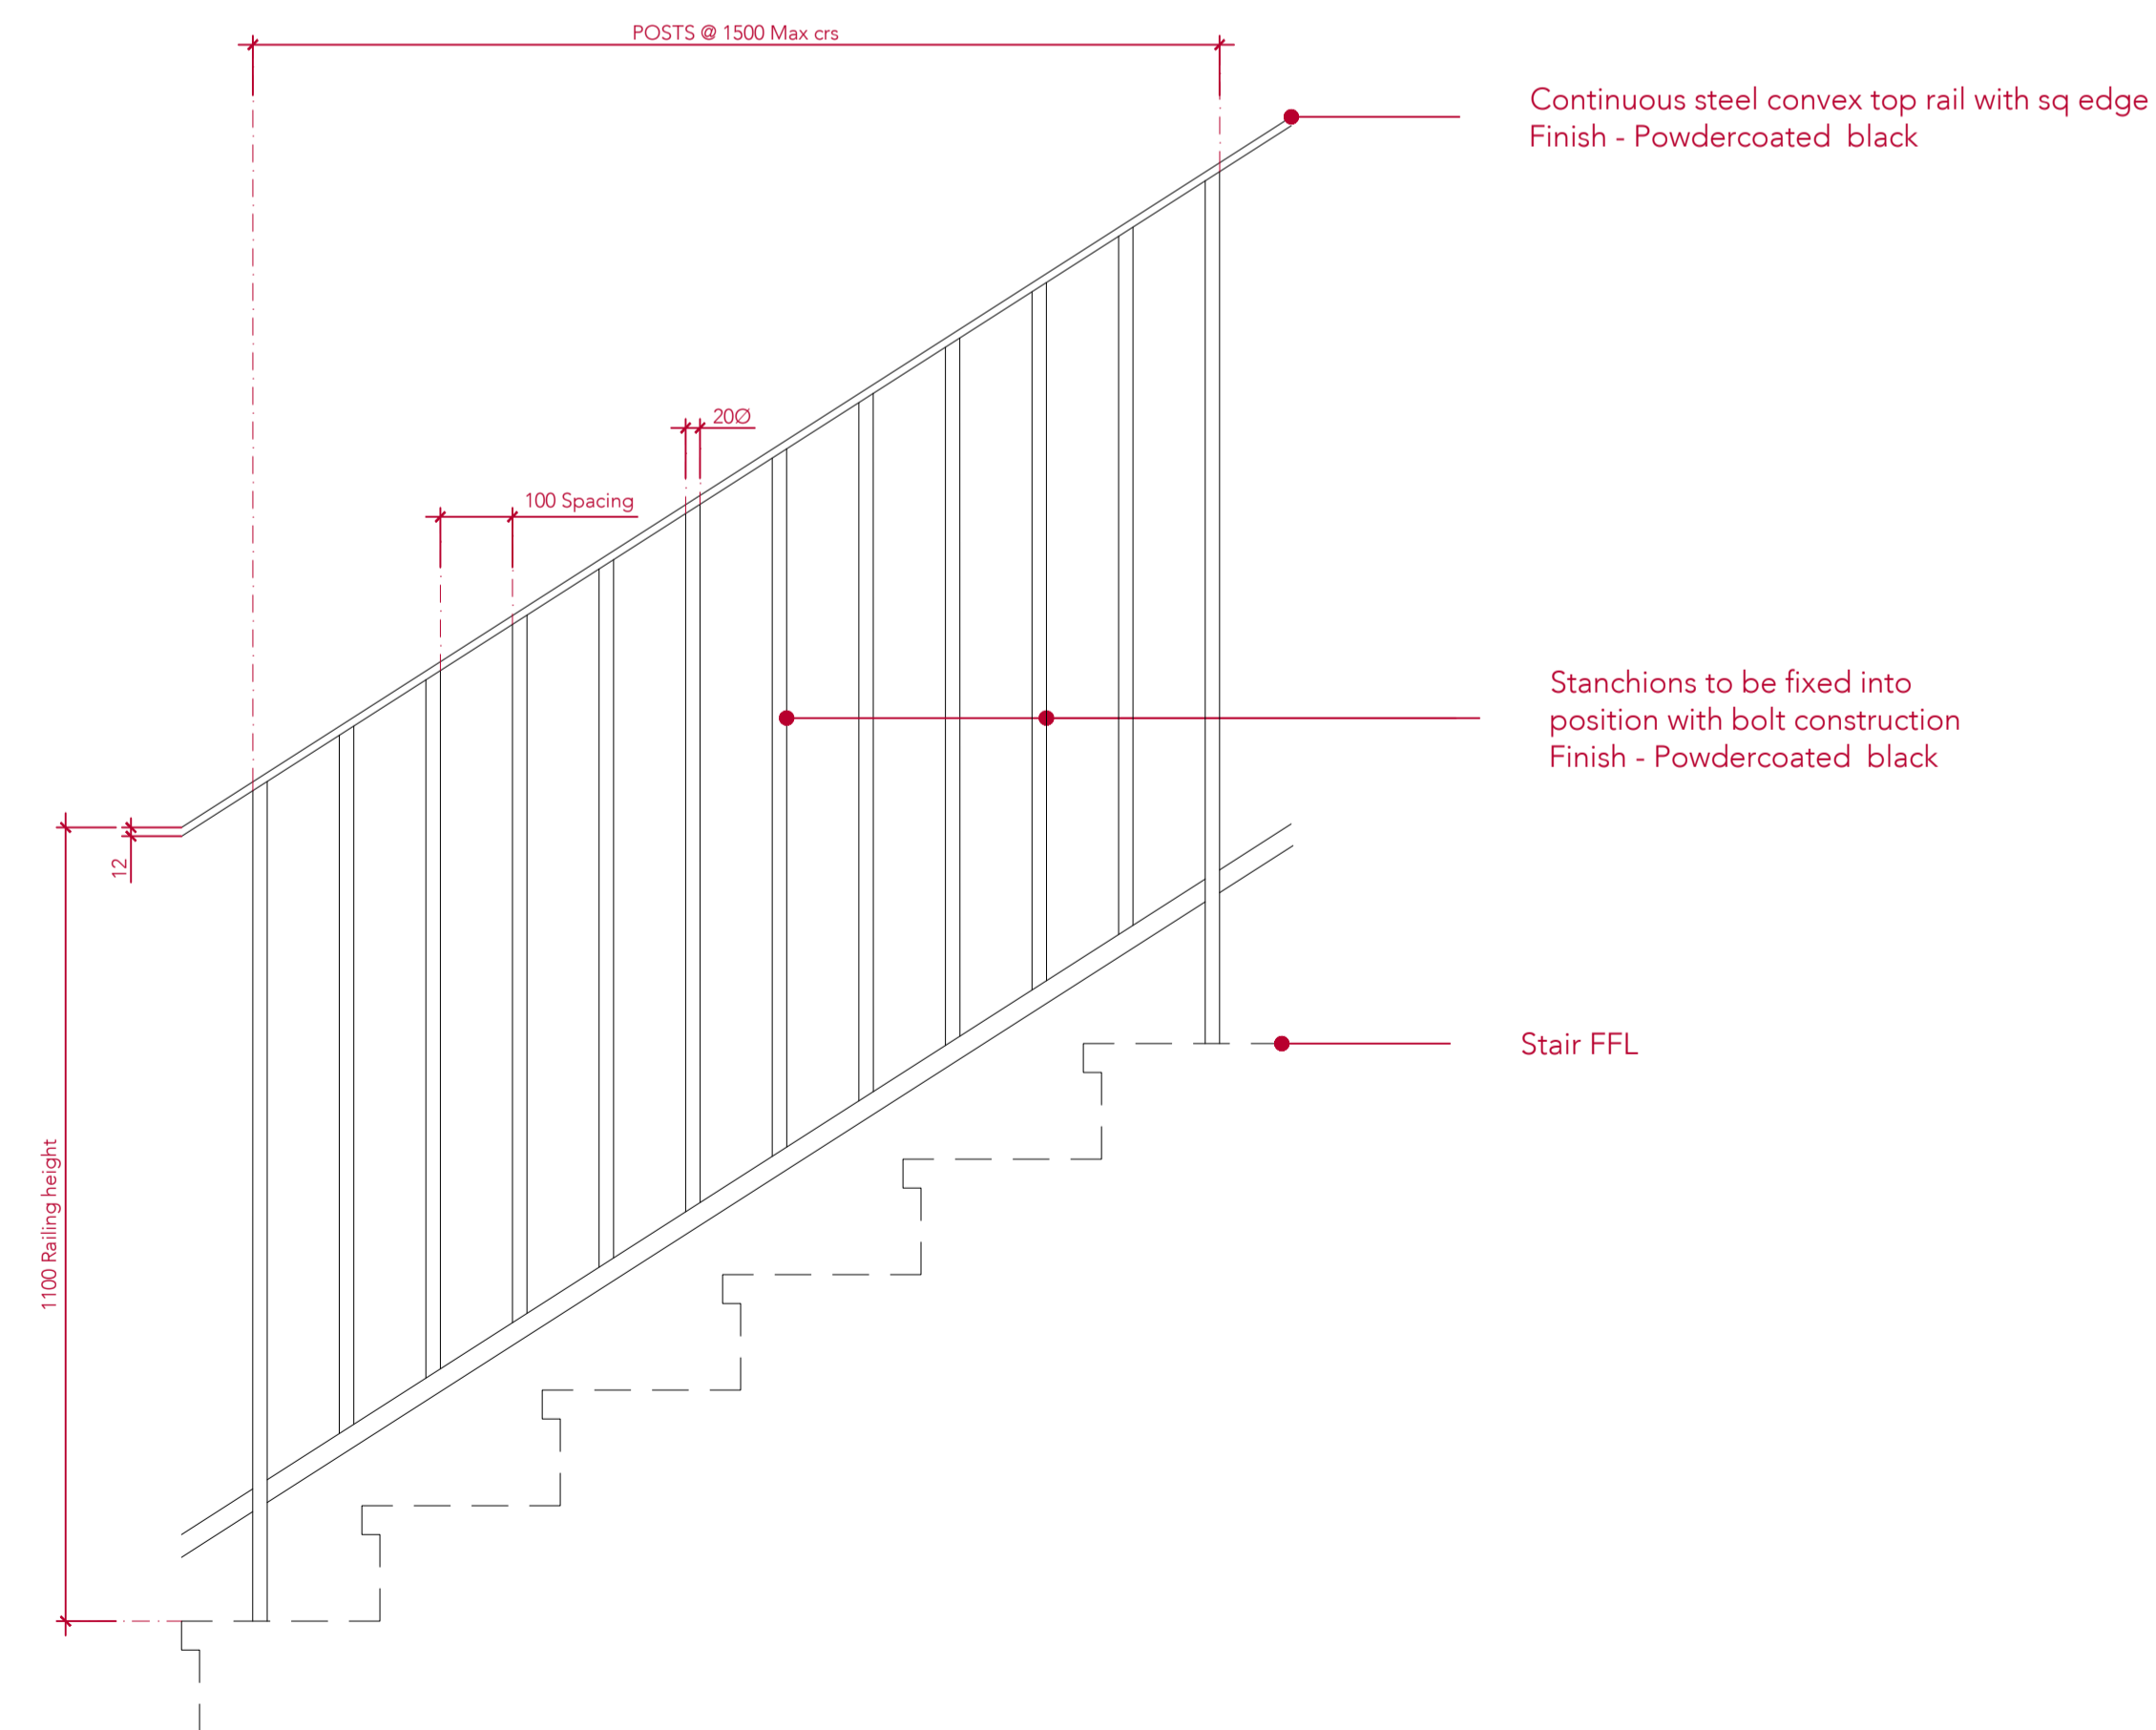 POSTS @ 1500 Max crs
Continuous steel convex top rail with sq edge
Finish - Powdercoated black
20Ø
100 Spacing
Stanchions to be fixed into
position with bolt construction
Finish - Powdercoated black
12
1100 Railing height
Stair FFL